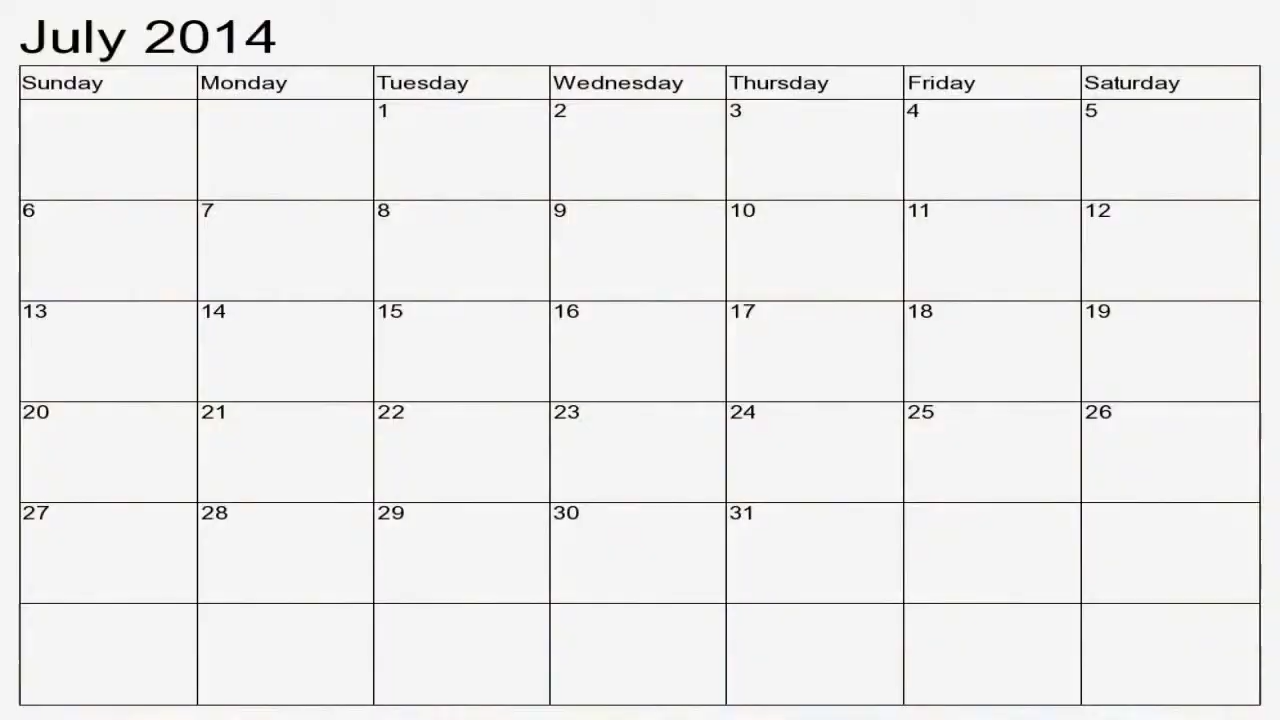 July 2014
Sunday Monday Tuesday Wednesday Thursday Friday Saturday
1 2 3 4 5
6 7 8 9 10 11 12
13 14 15 16 17 18 19
20 21 22 23 24 25 26
27 28 29 30 31